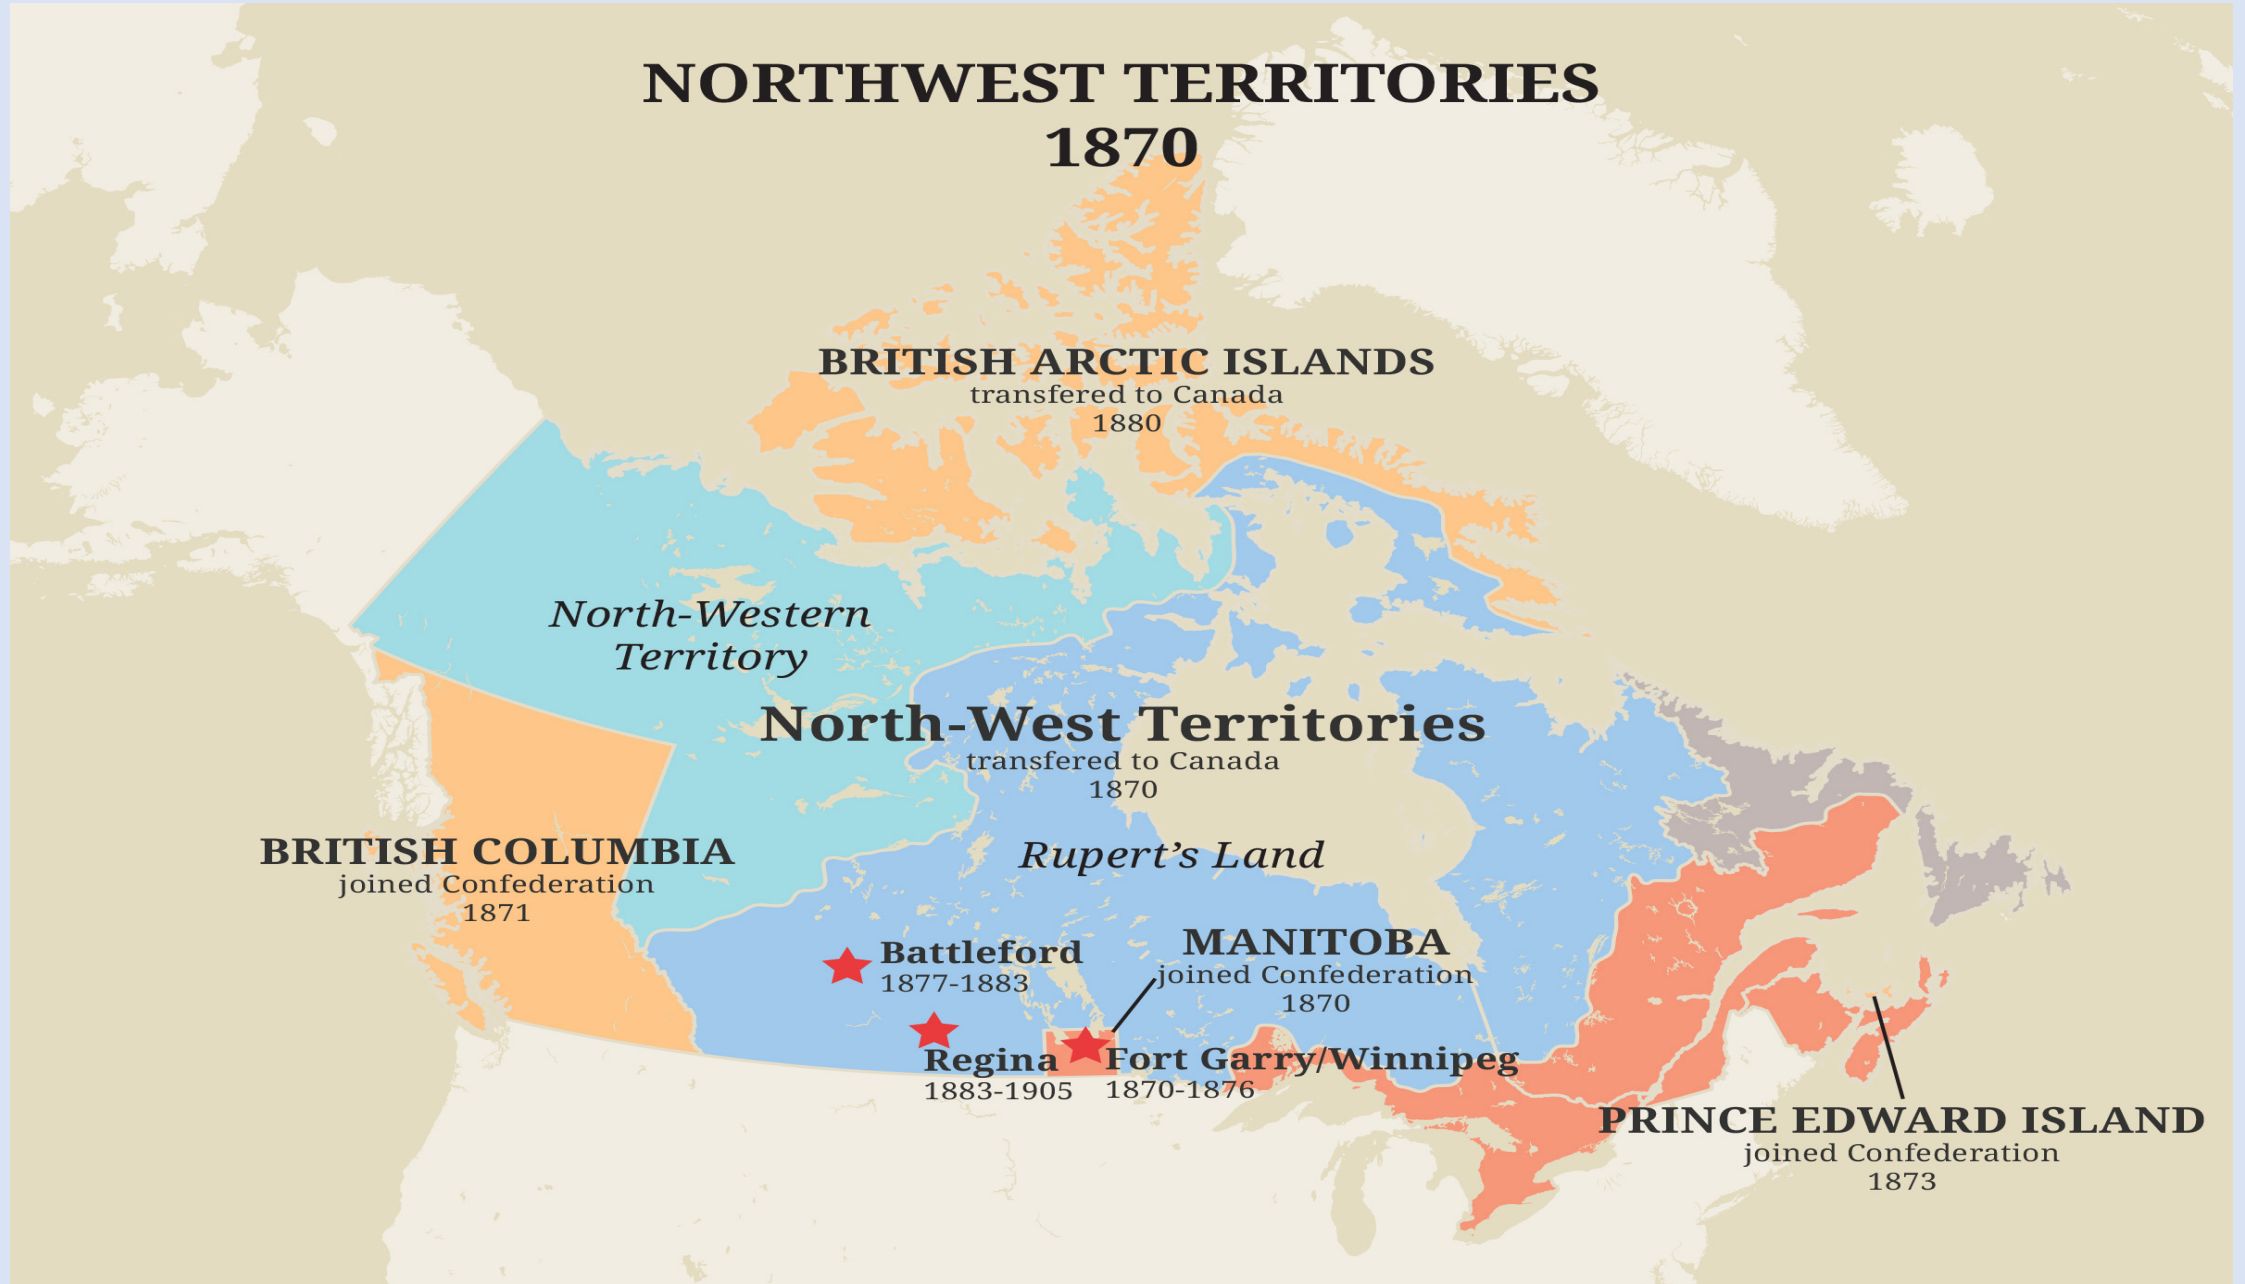 NORTHWEST TERRITORIES
1870
BRITISH ARCTIC ISLANDS
transfered to Canada
1880
North-Western
Territory
North-West Territories
transfered to Canada
1870
Rupert’s Land
BRITISH COLUMBIA
joined Confederation
1871
Battleford
1877-1883
MANITOBA
joined Confederation
1870
Regina
1883-1905
Fort Garry/Winnipeg
1870-1876
PRINCE EDWARD ISLAND
joined Confederation
1873